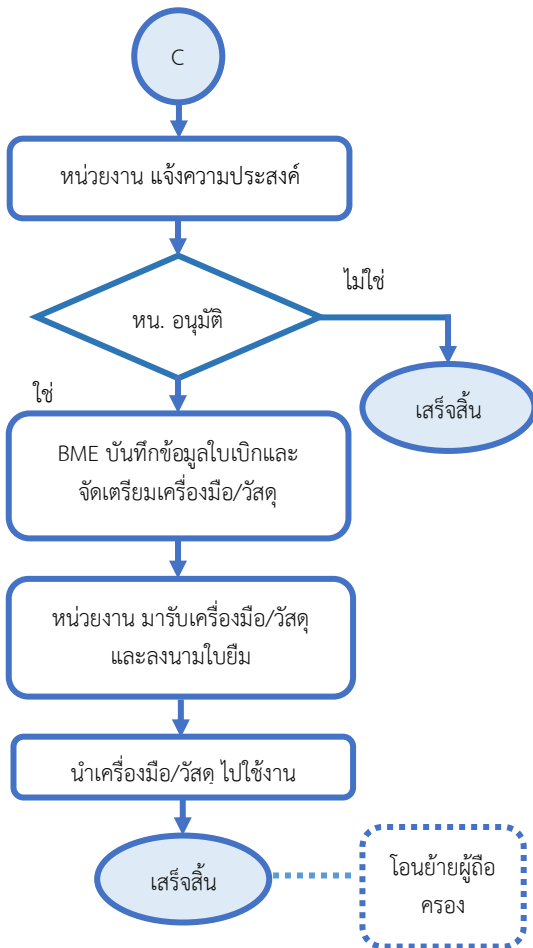 C
หน่วยงาน แจ้งความประสงค์
ไม่ใช่
หน. อนุมัติ
ใช่
เสร็จสิ้น
BME บันทึกข้อมูลใบเบิกและ
จัดเตรียมเครื่องมือ/วัสดุ
หน่วยงาน มารับเครื่องมือ/วัสดุ
และลงนามใบยืม
นำเครื่องมือ/วัสดุ ไปใช้งาน
เสร็จสิ้น
โอนย้ายผู้ถือ
ครอง